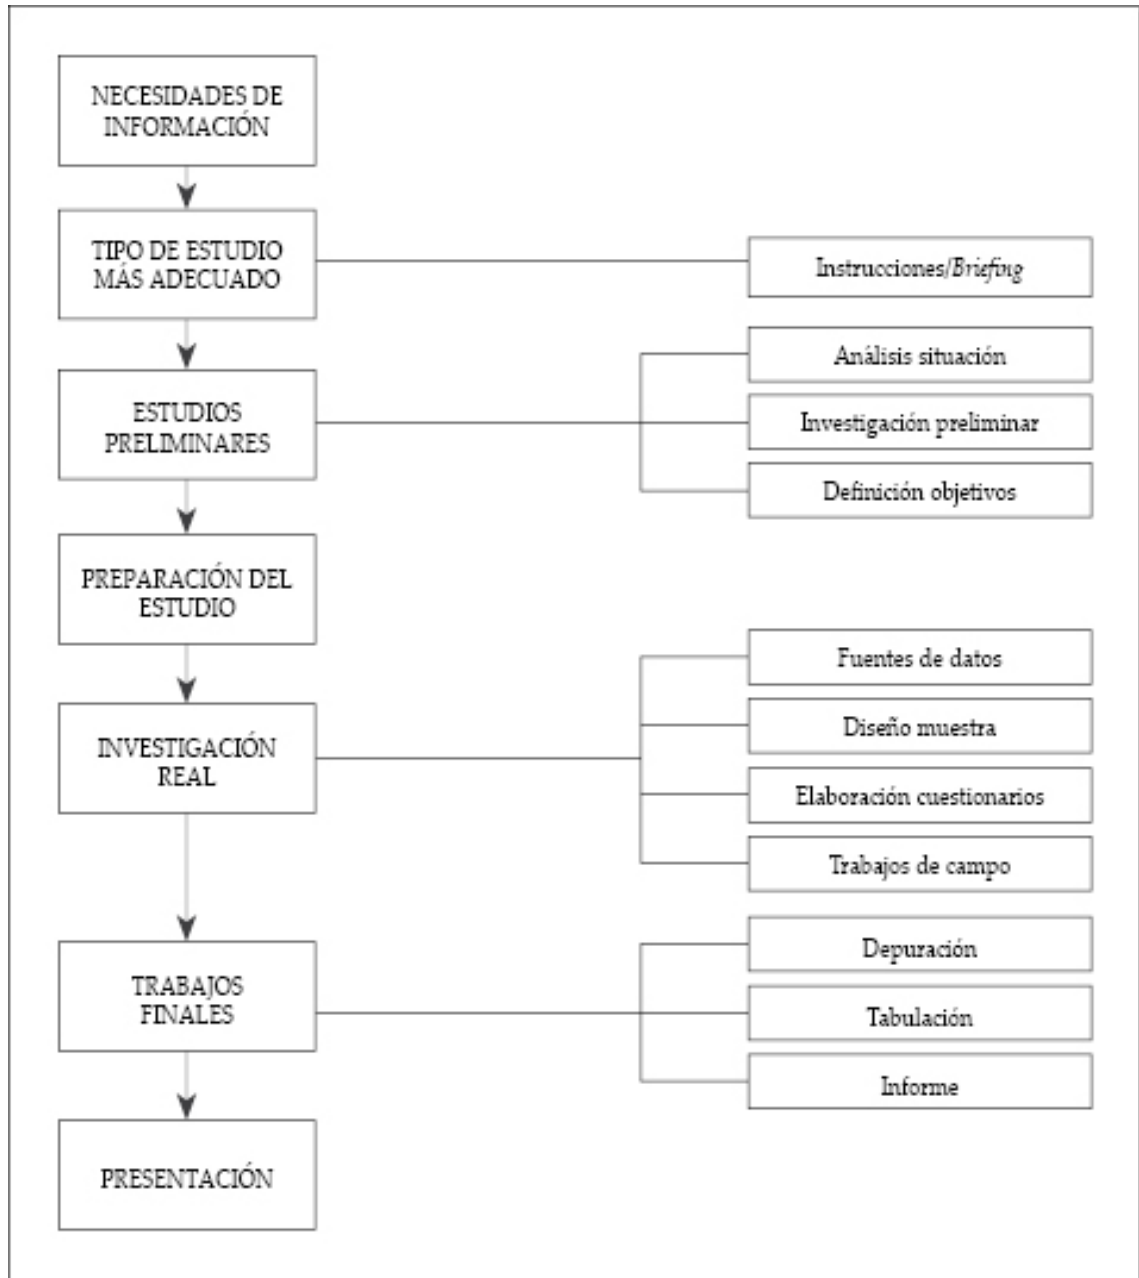 NECESIDADES DE
INFORMACIÓN
TIPO DE ESTUDIO
MÁS ADECUADO
Instrucciones/Briefing
ESTUDIOS
PRELIMINARES
Análisis situación
Investigación preliminar
Definición objetivos
PREPARACIÓN DEL
ESTUDIO
INVESTIGACIÓN
REAL
Fuentes de datos
Diseño muestra
Elaboración cuestionarios
Trabajos de campo
TRABAJOS
FINALES
Depuración
Tabulación
Informe
PRESENTACIÓN